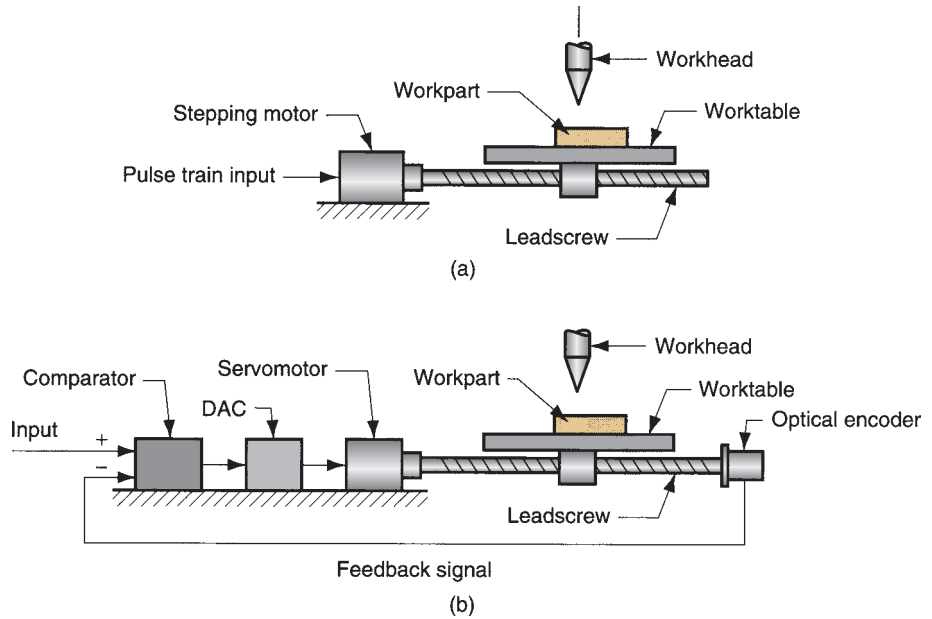 Workhead
Workpart
Worktable
Stepping motor
Pulse train input
Leadscrew
(a)
Workhead
Servomotor
Workpart
Comparator
Worktable
DAC
Optical encoder
Input
+
−
Leadscrew
Feedback signal
(b)